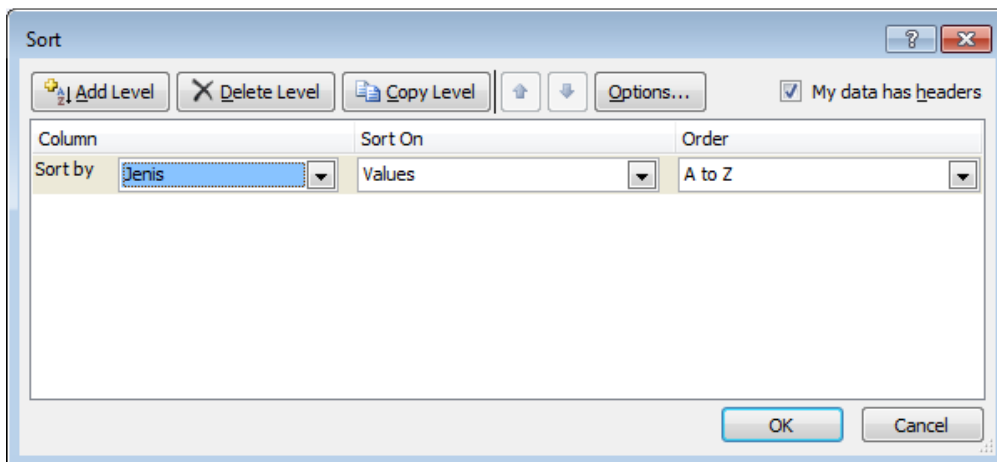 Sort
Add Level Delete Level Copy Level Options... My data has headers
Column Sort On Order
Sort by Jenis Values A to Z
OK Cancel